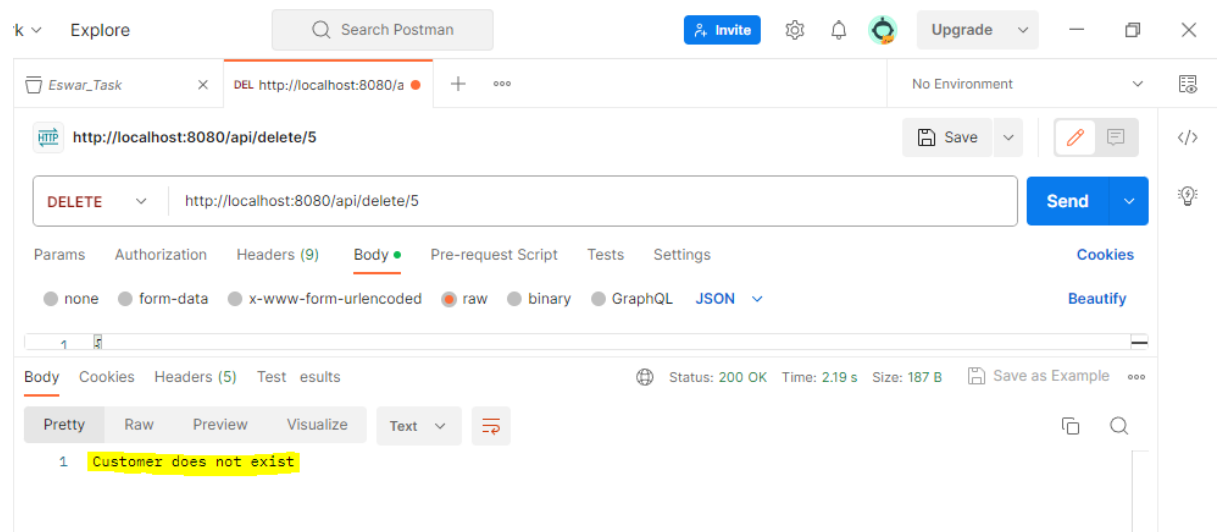 rk Explore Search Postman Invite Upgrade
Eswar_Task DEL http://localhost:8080/a No Environment
HTTP http://localhost:8080/api/delete/5 Save </>
DELETE http://localhost:8080/api/delete/5 Send
Params Authorization Headers (9) Body Pre-request Script Tests Settings Cookies
none form-data x-www-form-urlencoded raw binary GraphQL JSON Beautify
1
Body Cookies Headers (5) Test esults Status: 200 OK Time: 2.19 s Size: 187 B Save as Example
Pretty Raw Preview Visualize Text
1 Customer does not exist